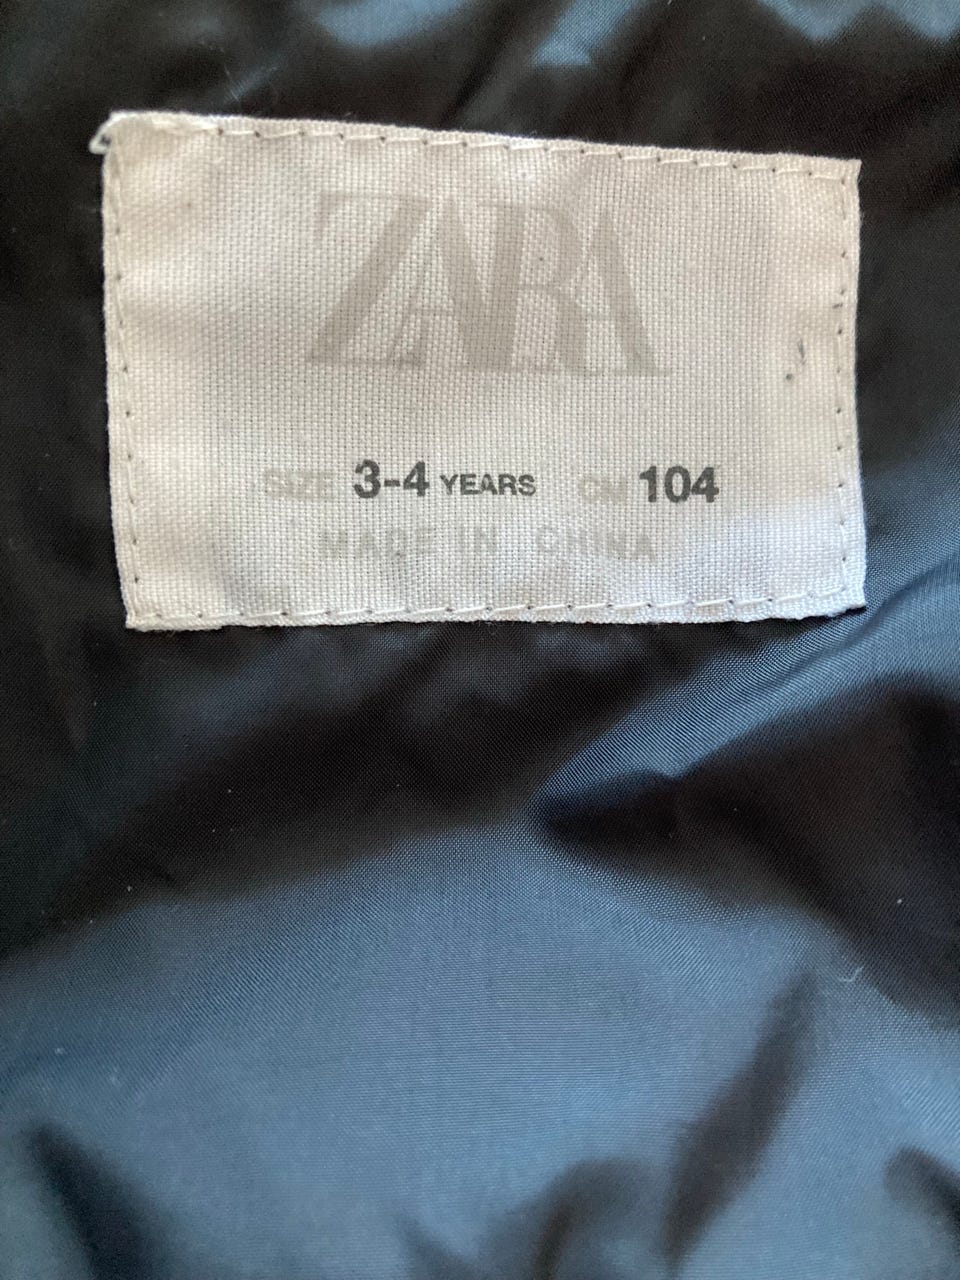 ZARA
SIZE 3-4 YEARS CM 104
MADE IN CHINA